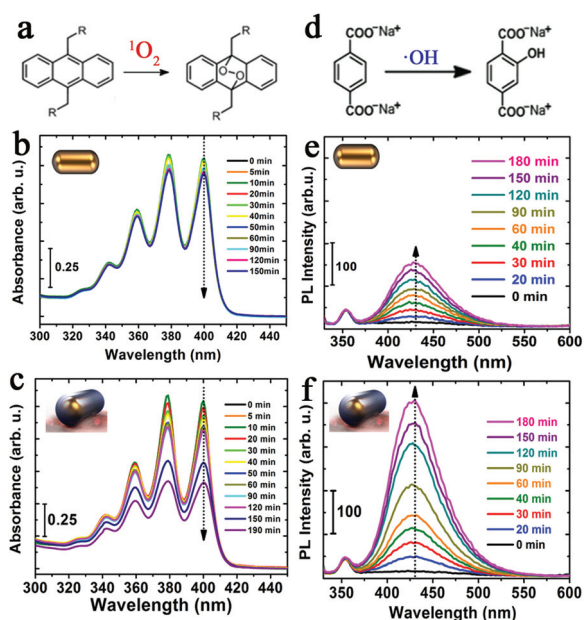 a
R
¹O₂
R
O
O
R
R
d
COO⁻Na⁺
·OH
COO⁻Na⁺
COO⁻Na⁺
OH
COO⁻Na⁺
b
Absorbance (arb. u.)
0.25
0 min
5min
10min
20min
30min
40min
50min
60min
90min
120min
150min
300 320 340 360 380 400 420 440
Wavelength (nm)
e
PL Intensity (arb.u.)
100
180 min
150 min
120 min
90 min
60 min
40 min
30 min
20 min
0 min
350 400 450 500 550 600
Wavelength (nm)
c
Absorbance (arb. u.)
0.25
0 min
5 min
10 min
20 min
30 min
40 min
50 min
60 min
90 min
120 min
150 min
190 min
300 320 340 360 380 400 420 440
Wavelength (nm)
f
PL Intensity (arb. u.)
100
180 min
150 min
120 min
90 min
60 min
40 min
30 min
20 min
0 min
350 400 450 500 550 600
Wavelength (nm)